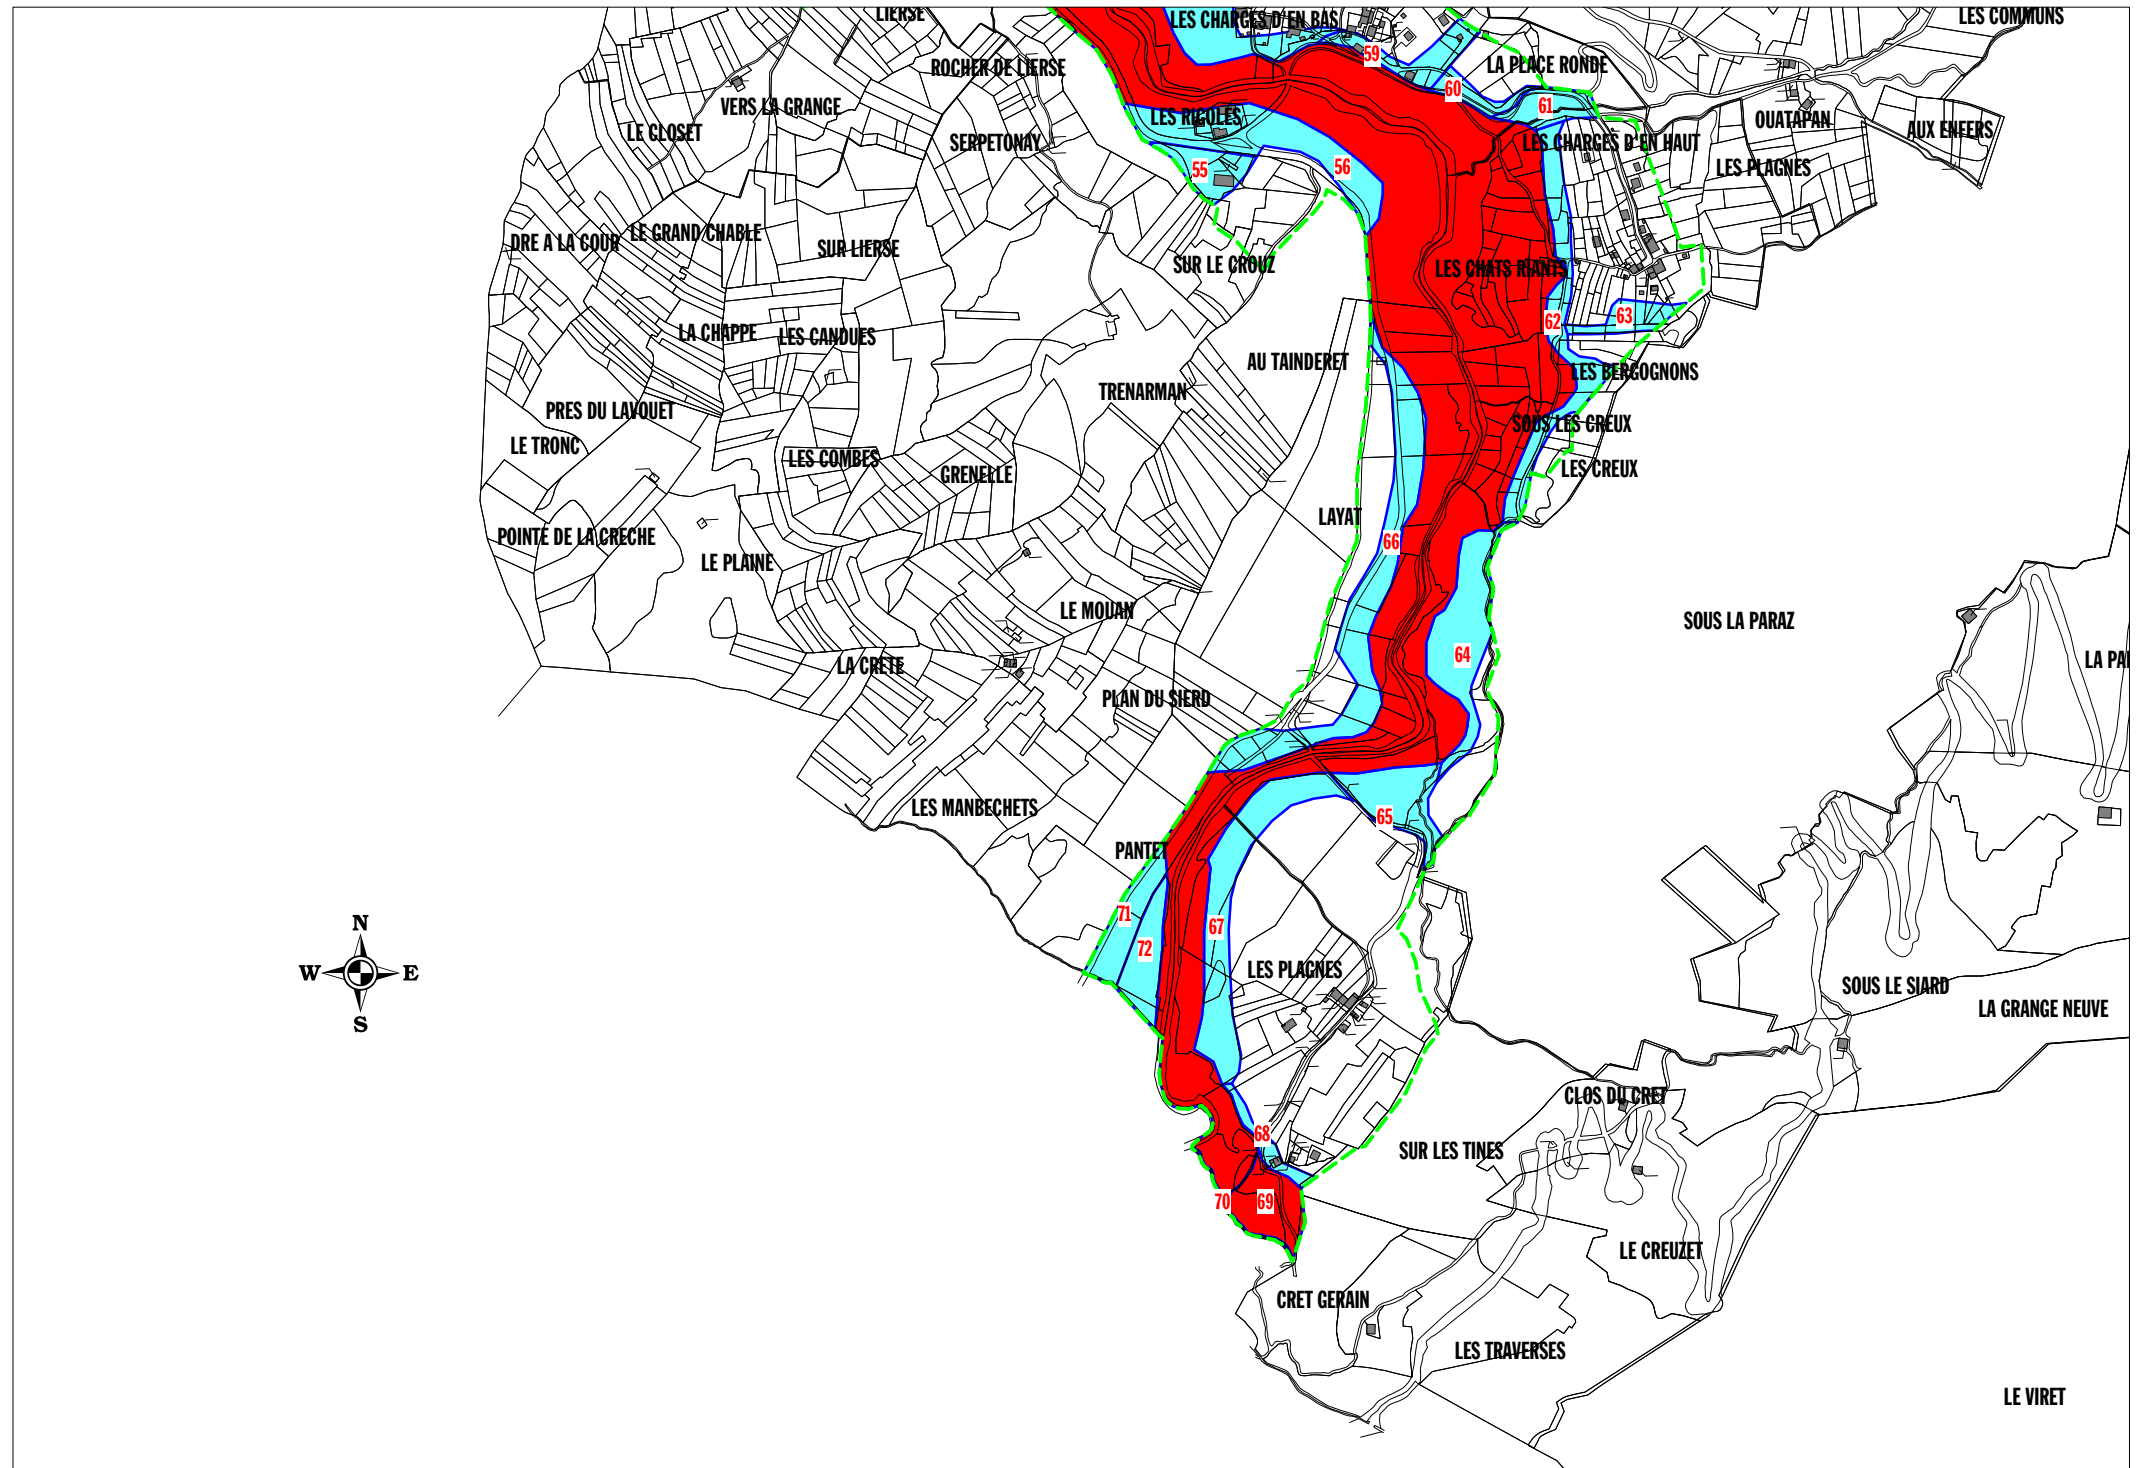 LIERSE
LES CHARGES D'EN BAS
LES COMMUNS
59
ROCHER DE LIERSE
LA PLACE RONDE
60
VERS LA GRANGE
61
LES RIGOLES
OUATAPAN
LE CLOSET
AUX ENFERS
SERPETONAY
LES CHARGES D'EN HAUT
55
56
LES PLAGNES
DRE A LA COUR
LE GRAND CHABLE
SUR LIERSE
SUR LE CROUZ
LES CHATS RIANTS
62
63
LA CHAPPE
LES CANDUES
AU TAINDERET
LES BERGOGNONS
TRENARMAN
PRES DU LAVOUET
SOUS LES CREUX
LE TRONC
LES COMBES
GRENELLE
LES CREUX
LAYAT
POINTE DE LA CRECHE
66
LE PLAINE
LE MOUAN
SOUS LA PARAZ
64
LA CRETE
LA PA
PLAN DU SIERD
LES MANBECHETS
65
PANTET
71
67
72
N
W
E
S
LES PLAGNES
SOUS LE SIARD
LA GRANGE NEUVE
CLOS DU CRET
68
SUR LES TINES
70
69
LE CREUZET
CRET GERAIN
LES TRAVERSES
LE VIRET